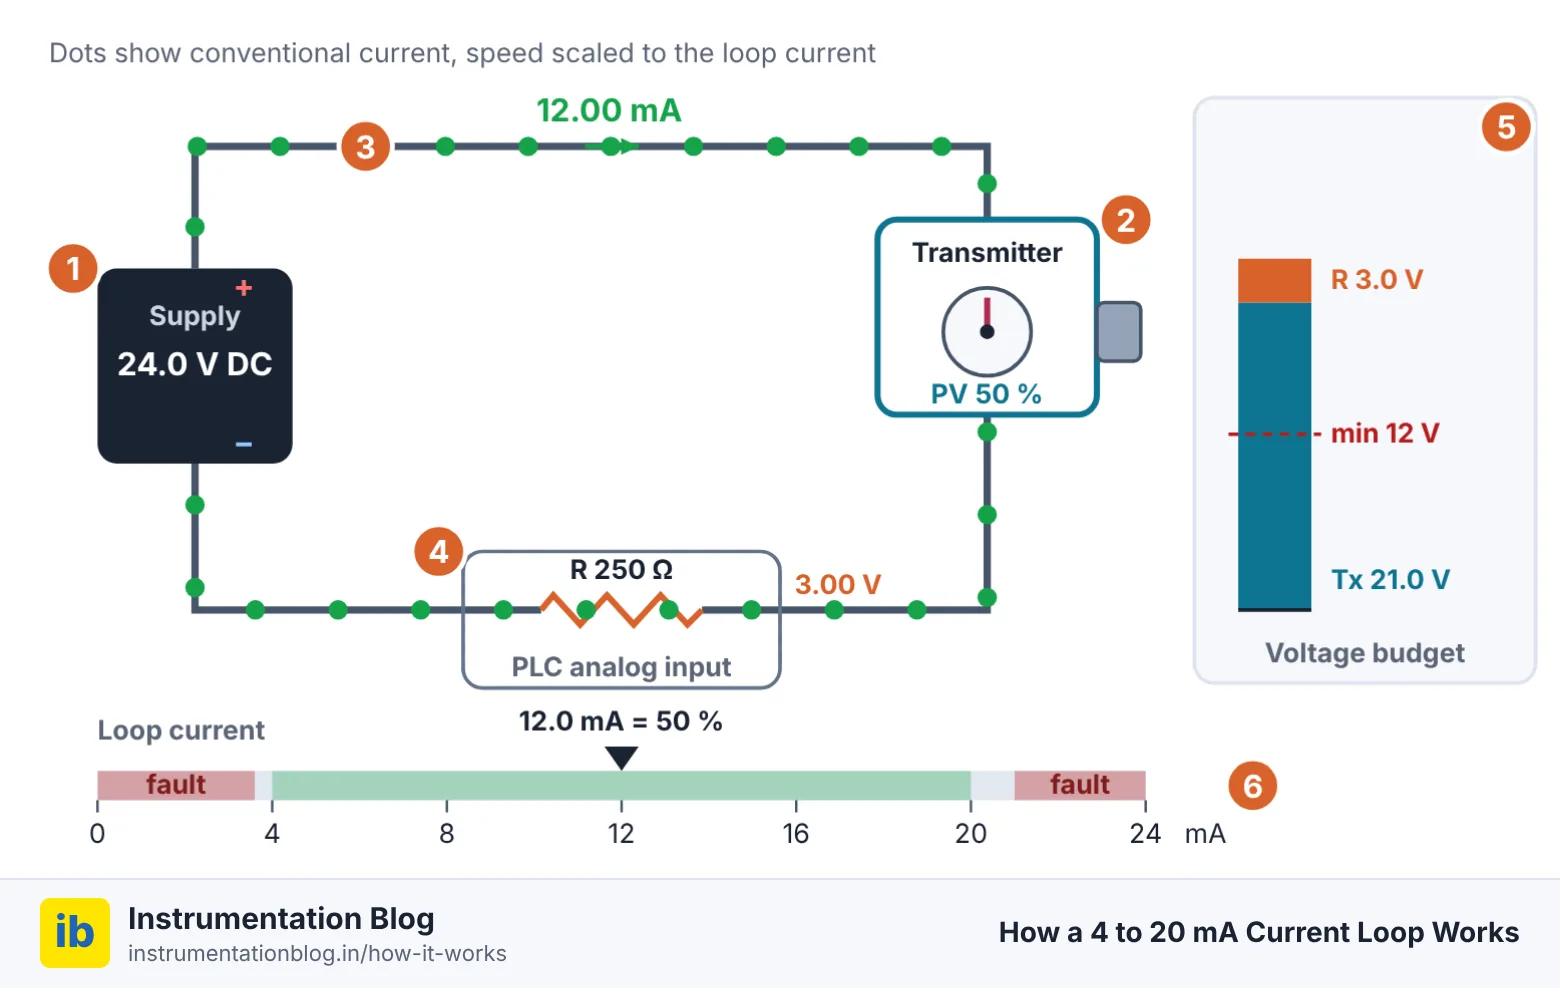 Dots show conventional current, speed scaled to the loop current
12.00 mA
3
5
1
2
+
Supply
24.0 V DC
−
Transmitter
PV 50 %
R 3.0 V
min 12 V
Tx 21.0 V
Voltage budget
4
R 250 Ω
3.00 V
PLC analog input
12.0 mA = 50 %
Loop current
fault
fault
6
0 4 8 12 16 20 24 mA
ib
Instrumentation Blog
instrumentationblog.in/how-it-works
How a 4 to 20 mA Current Loop Works